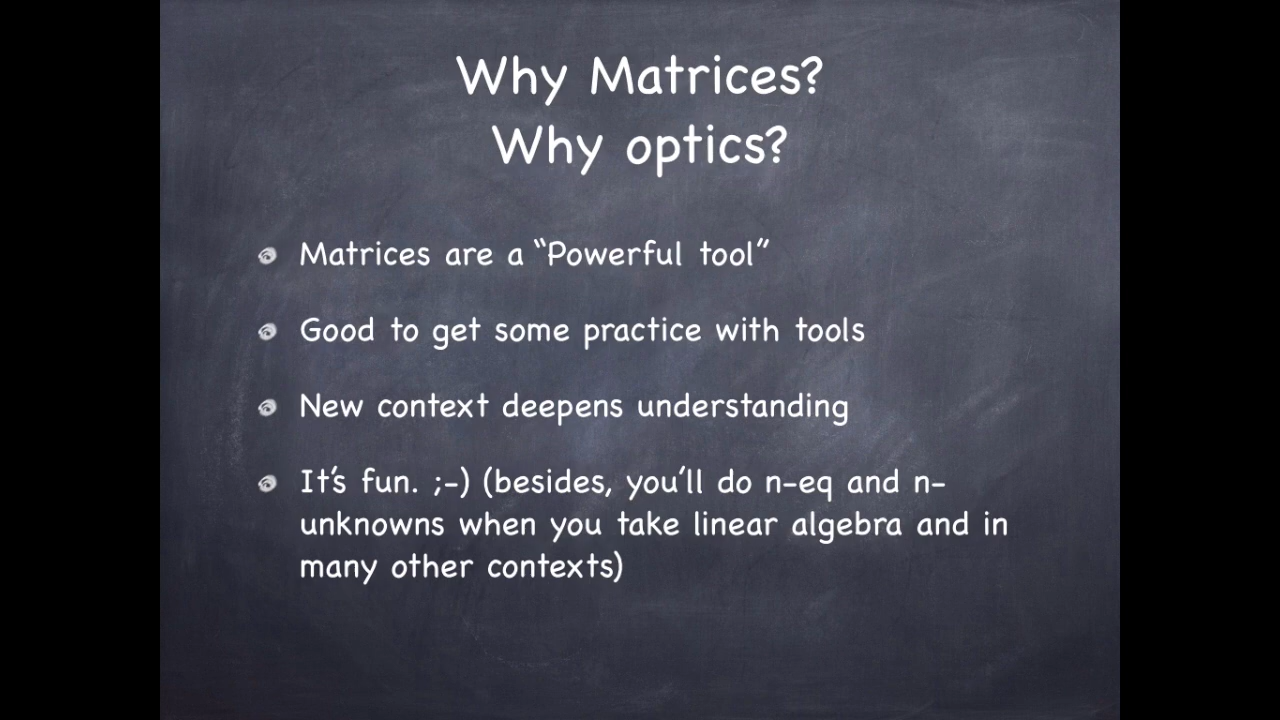 Why Matrices?
Why optics?
Matrices are a “Powerful tool”
Good to get some practice with tools
New context deepens understanding
It’s fun. ;-) (besides, you’ll do n-eq and n-
unknowns when you take linear algebra and in
many other contexts)